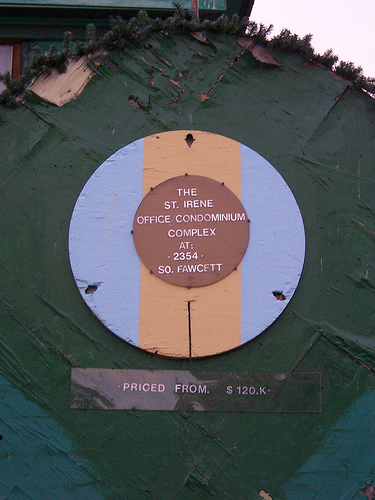 THE
ST. IRENE
OFFICE CONDOMINIUM
COMPLEX
AT:
- 2354 -
SO. FAWCETT
· PRICED FROM. $ 120.K ·